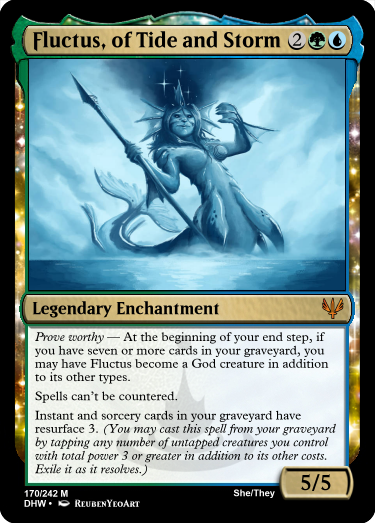 Fluctus, of Tide and Storm 2
Legendary Enchantment
Prove worthy — At the beginning of your end step, if
you have seven or more cards in your graveyard, you
may have Fluctus become a God creature in addition
to its other types.
Spells can't be countered.
Instant and sorcery cards in your graveyard have
resurface 3. (You may cast this spell from your graveyard
by tapping any number of untapped creatures you control
with total power 3 or greater in addition to its other costs.
Exile it as it resolves.)
5/5
170/242 M She/They
DHW • ReubenYeoArt